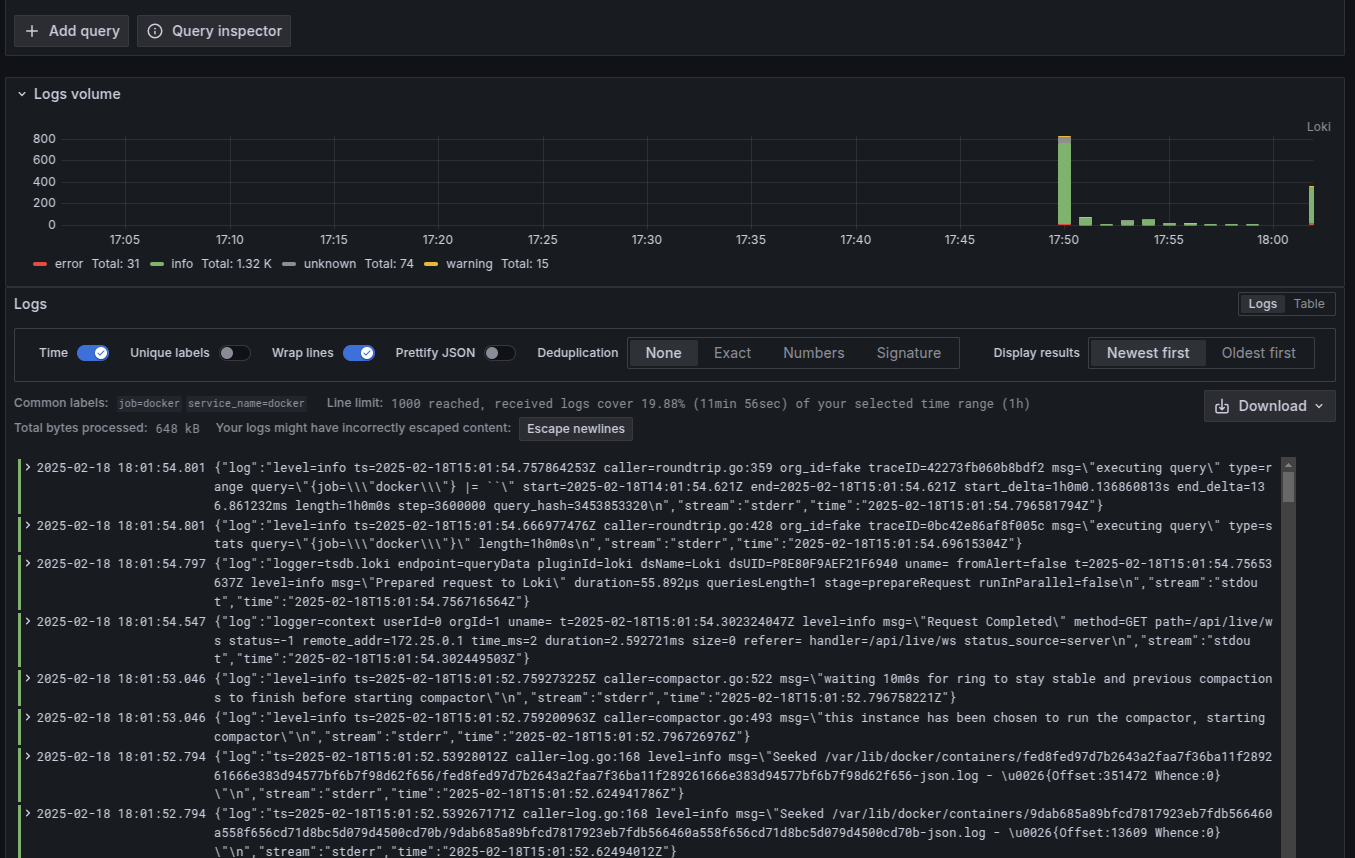 Add query
Query inspector
Logs volume
Loki
800
600
400
200
0
17:05 17:10 17:15 17:20 17:25 17:30 17:35 17:40 17:45 17:50 17:55 18:00
error Total: 31 info Total: 1.32 K unknown Total: 74 warning Total: 15
Logs
Logs Table
Time Unique labels Wrap lines Prettify JSON Deduplication None Exact Numbers Signature Display results Newest first Oldest first
Common labels: job=docker service_name=docker Line limit: 1000 reached, received logs cover 19.88% (11min 56sec) of your selected time range (1h)
Download
Total bytes processed: 648 kB Your logs might have incorrectly escaped content: Escape newlines
2025-02-18 18:01:54.801 {"log":"level=info ts=2025-02-18T15:01:54.757864253Z caller=roundtrip.go:359 org_id=fake traceID=42273fb060b8bdf2 msg=\"executing query\" type=r
ange query=\"{job=\\\"docker\\\"} |= ``\" start=2025-02-18T14:01:54.621Z end=2025-02-18T15:01:54.621Z start_delta=1h0m0.136860813s end_delta=13
6.861232ms length=1h0m0s step=3600000 query_hash=3453853320\n","stream":"stderr","time":"2025-02-18T15:01:54.796581794Z"}
2025-02-18 18:01:54.801 {"log":"level=info ts=2025-02-18T15:01:54.666977476Z caller=roundtrip.go:428 org_id=fake traceID=0bc42e86af8f005c msg=\"executing query\" type=s
tats query=\"{job=\\\"docker\\\"}\" length=1h0m0s\n","stream":"stderr","time":"2025-02-18T15:01:54.69615304Z"}
2025-02-18 18:01:54.797 {"log":"logger=tsdb.loki endpoint=queryData pluginId=loki dsName=Loki dsUID=P8E80F9AEF21F6940 uname= fromAlert=false t=2025-02-18T15:01:54.75653
637Z level=info msg=\"Prepared request to Loki\" duration=55.892µs queriesLength=1 stage=prepareRequest runInParallel=false\n","stream":"stdou
t","time":"2025-02-18T15:01:54.756716564Z"}
2025-02-18 18:01:54.547 {"log":"logger=context userId=0 orgId=1 uname= t=2025-02-18T15:01:54.302324047Z level=info msg=\"Request Completed\" method=GET path=/api/live/w
s status=-1 remote_addr=172.25.0.1 time_ms=2 duration=2.592721ms size=0 referer= handler=/api/live/ws status_source=server\n","stream":"stdou
t","time":"2025-02-18T15:01:54.302449503Z"}
2025-02-18 18:01:53.046 {"log":"level=info ts=2025-02-18T15:01:52.759273225Z caller=compactor.go:522 msg=\"waiting 10m0s for ring to stay stable and previous compaction
s to finish before starting compactor\"\n","stream":"stderr","time":"2025-02-18T15:01:52.796758221Z"}
2025-02-18 18:01:53.046 {"log":"level=info ts=2025-02-18T15:01:52.759200963Z caller=compactor.go:493 msg=\"this instance has been chosen to run the compactor, starting
compactor\"\n","stream":"stderr","time":"2025-02-18T15:01:52.796726976Z"}
2025-02-18 18:01:52.794 {"log":"ts=2025-02-18T15:01:52.53928012Z caller=log.go:168 level=info msg=\"Seeked /var/lib/docker/containers/fed8fed97d7b2643a2faa7f36ba11f2892
61666e383d94577bf6b7f98d62f656/fed8fed97d7b2643a2faa7f36ba11f289261666e383d94577bf6b7f98d62f656-json.log - \u0026{Offset:351472 Whence:0}
\"\n","stream":"stderr","time":"2025-02-18T15:01:52.624941786Z"}
2025-02-18 18:01:52.794 {"log":"ts=2025-02-18T15:01:52.539267171Z caller=log.go:168 level=info msg=\"Seeked /var/lib/docker/containers/9dab685a89bfcd7817923eb7fdb566460
a558f656cd71d8bc5d079d4500cd70b/9dab685a89bfcd7817923eb7fdb566460a558f656cd71d8bc5d079d4500cd70b-json.log - \u0026{Offset:13609 Whence:0}
\"\n","stream":"stderr","time":"2025-02-18T15:01:52.62494012Z"}